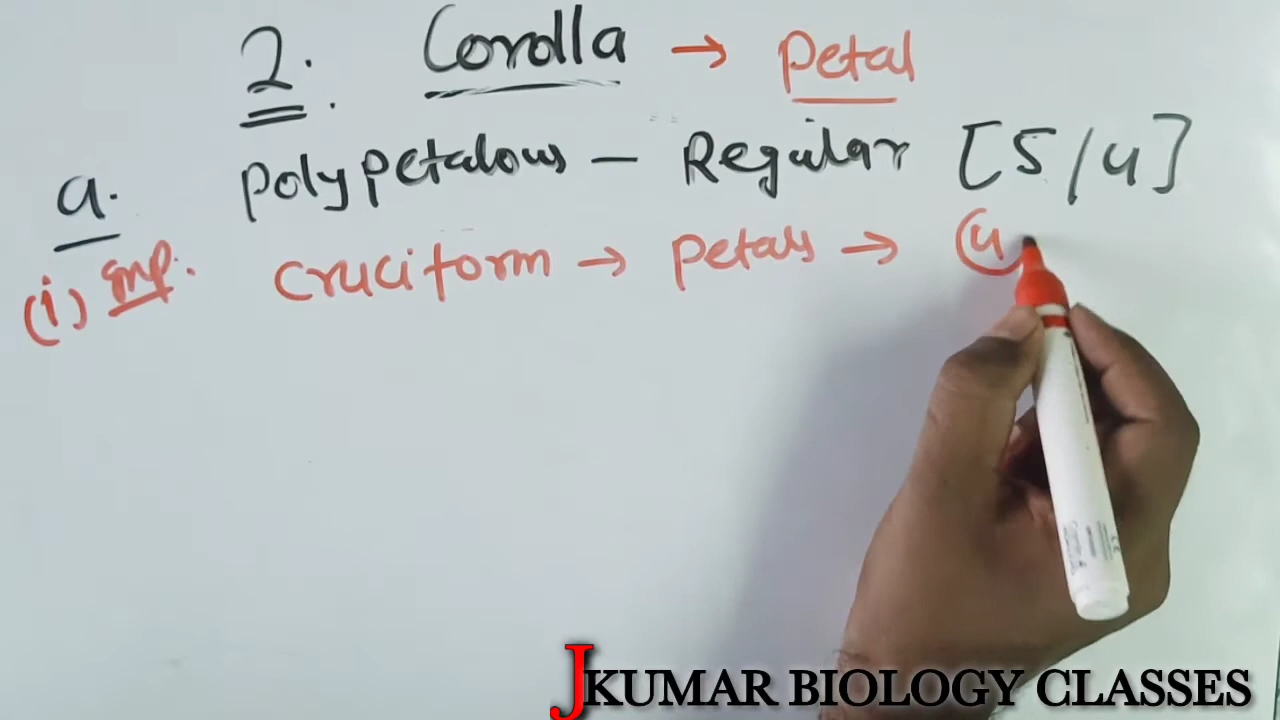 2. Corolla → Petal
a. Polypetalous – Regular [5/4]
(i) Imp. Cruciform → Petals → 4
JKUMAR BIOLOGY CLASSES